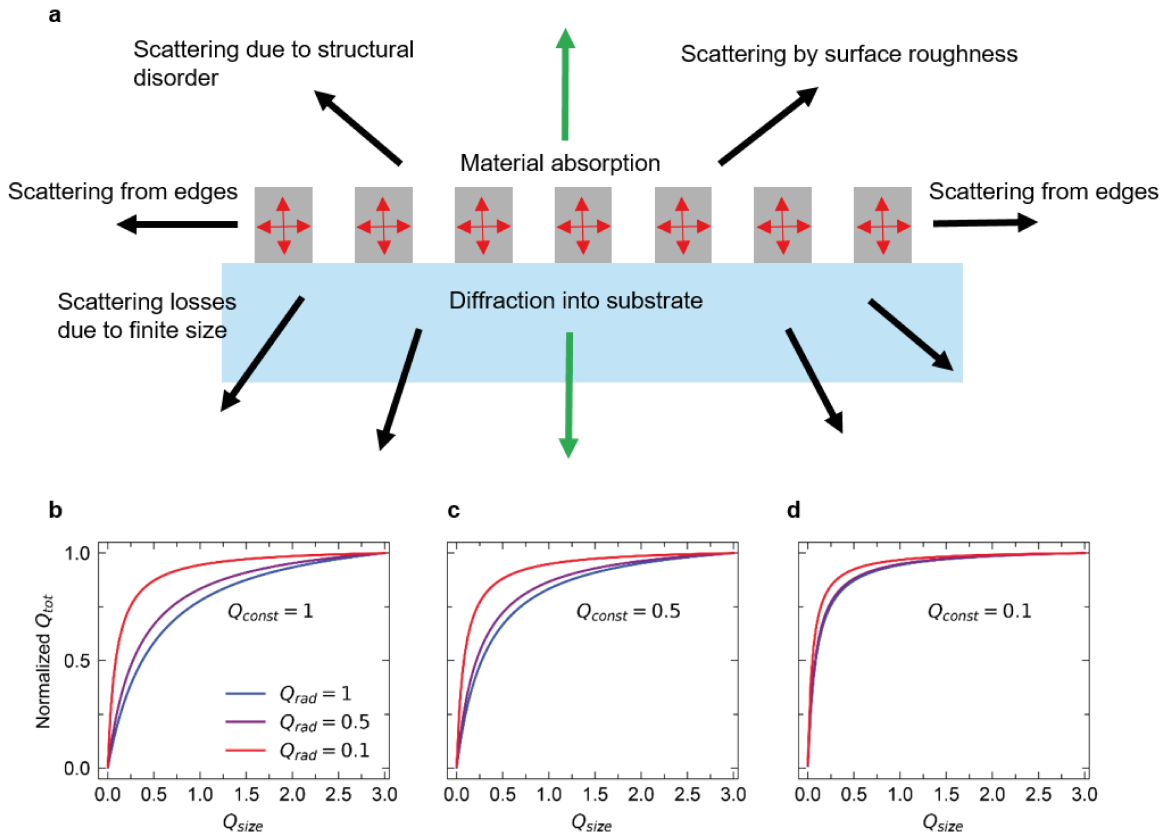 a
Scattering due to structural
disorder
Scattering by surface roughness
Material absorption
Scattering from edges
Scattering from edges
Scattering losses
due to finite size
Diffraction into substrate
b
c
d
Normalized Q_tot
1.0
0.5
0.0
Q_const = 1
Q_rad = 1
Q_rad = 0.5
Q_rad = 0.1
0.0 0.5 1.0 1.5 2.0 2.5 3.0
Q_size
Q_const = 0.5
0.0 0.5 1.0 1.5 2.0 2.5 3.0
Q_size
Q_const = 0.1
0.0 0.5 1.0 1.5 2.0 2.5 3.0
Q_size